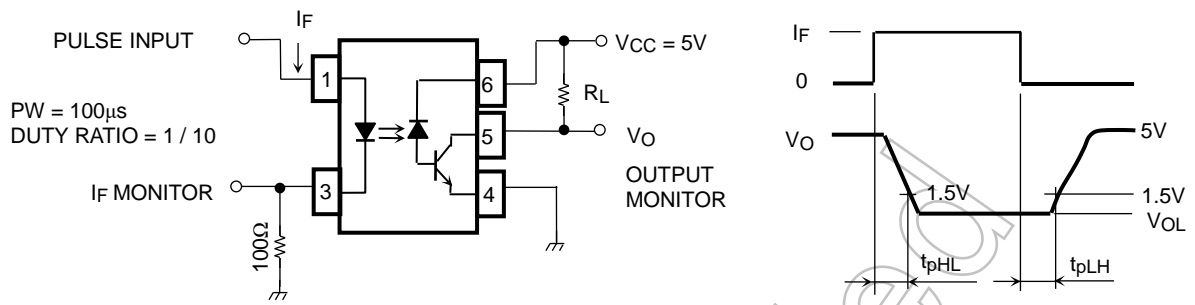 PULSE INPUT
IF
1
6
VCC = 5V
RL
PW = 100μs
DUTY RATIO = 1 / 10
5
VO
IF MONITOR
3
4
OUTPUT
MONITOR
100Ω
IF
0
VO
5V
1.5V
1.5V
VOL
tpHL
tpLH